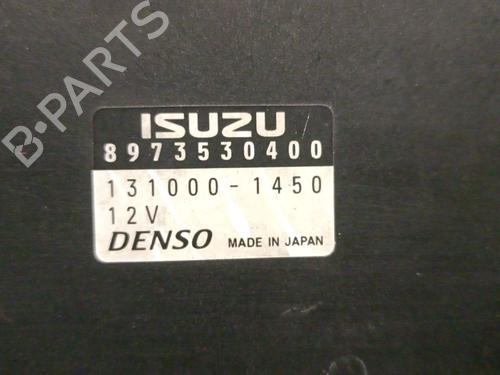 ISUZU
8973530400
131000-1450
12V
DENSO MADE IN JAPAN
B-PARTS